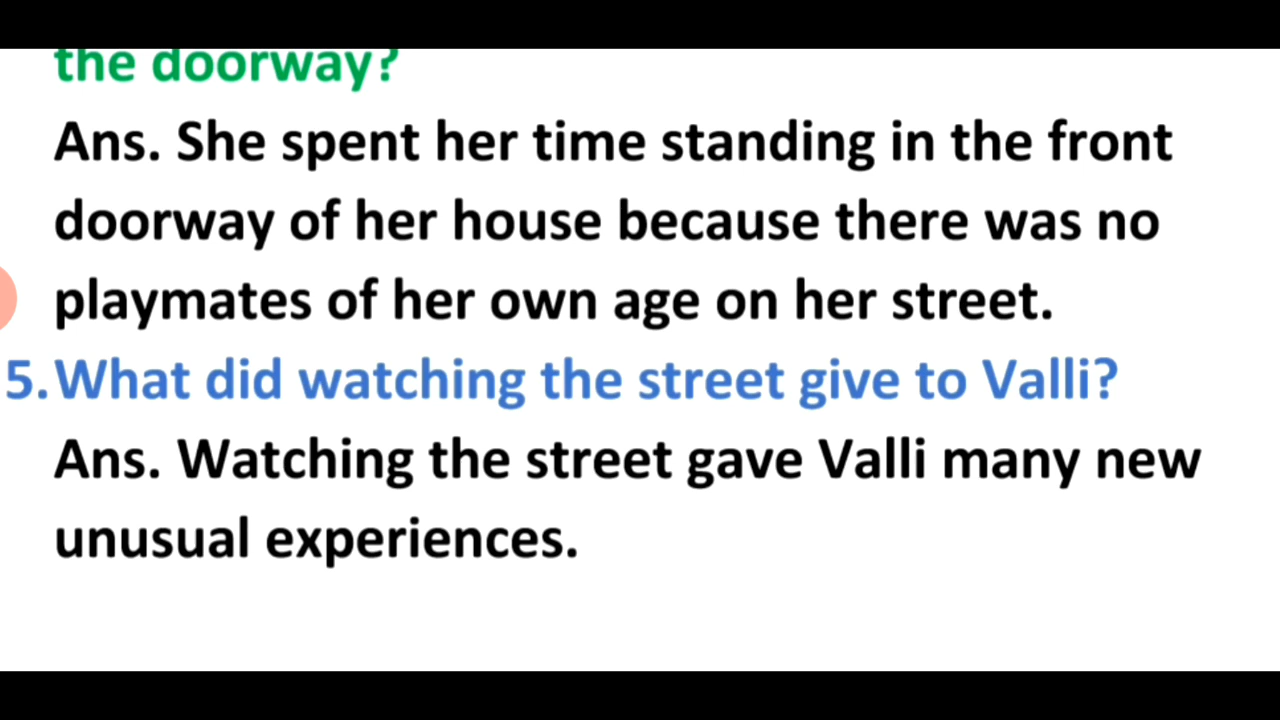 the doorway?
Ans. She spent her time standing in the front
doorway of her house because there was no
playmates of her own age on her street.
5. What did watching the street give to Valli?
Ans. Watching the street gave Valli many new
unusual experiences.